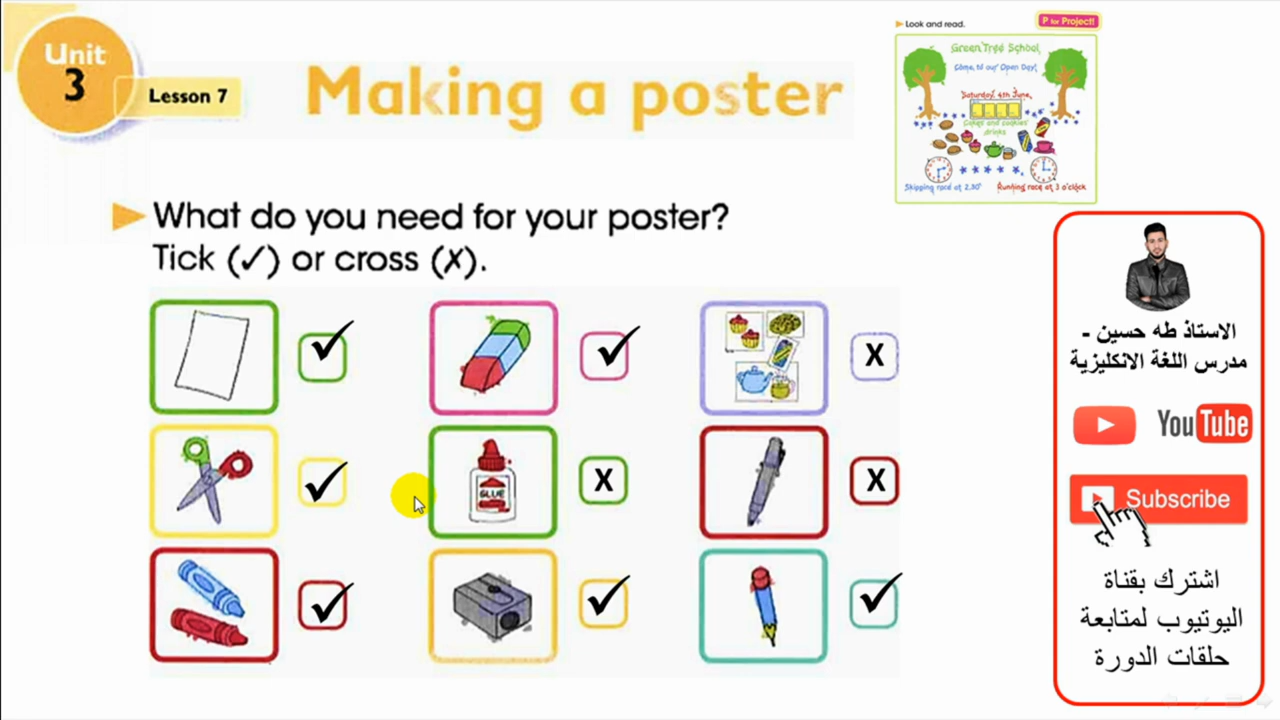 Unit
3
Lesson 7
Making a poster
Look and read.
P for Project!
Green Tree School
Come to our Open Day!
Saturday, 4th June,
Cakes and cookies
drinks
Skipping race at 2.30
Running race at 3 o'clock
What do you need for your poster?
Tick (✓) or cross (✗).
✓ ✓ X
✓ X X
✓ ✓ ✓
GLUE
الاستاذ طه حسين -
مدرس اللغة الانكليزية
YouTube
Subscribe
اشترك بقناة
اليوتيوب لمتابعة
حلقات الدورة